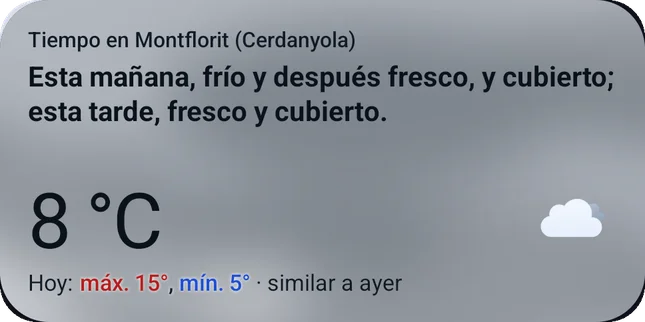 Tiempo en Montflorit (Cerdanyola)
Esta mañana, frío y después fresco, y cubierto;
esta tarde, fresco y cubierto.
8 °C
Hoy: máx. 15°, mín. 5° · similar a ayer